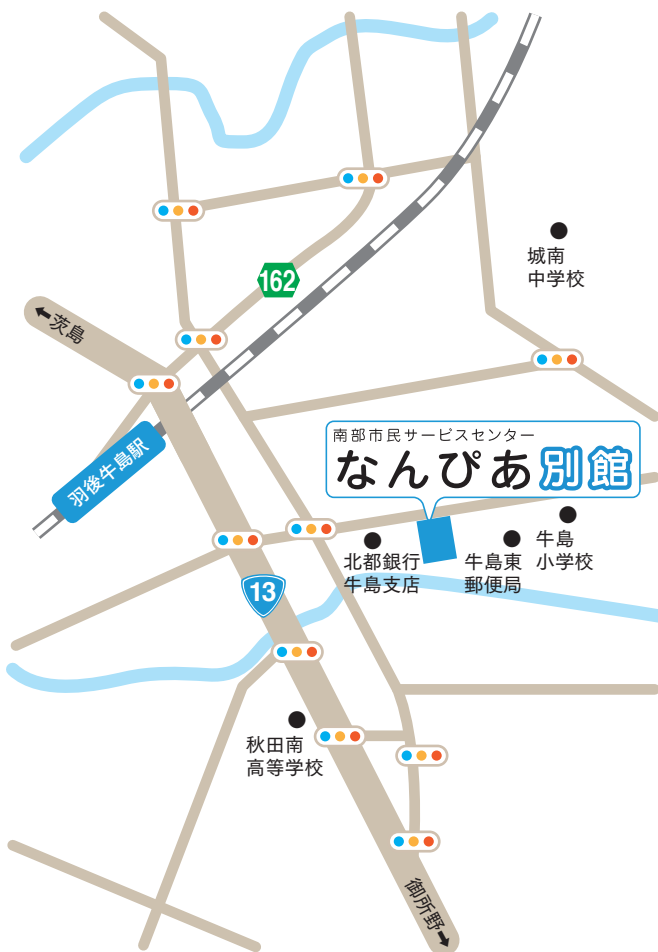 城南
中学校
162
茨島
羽後牛島駅
南部市民サービスセンター
なんぴあ別館
北都銀行
牛島支店
牛島東
郵便局
牛島
小学校
13
秋田南
高等学校
御所野